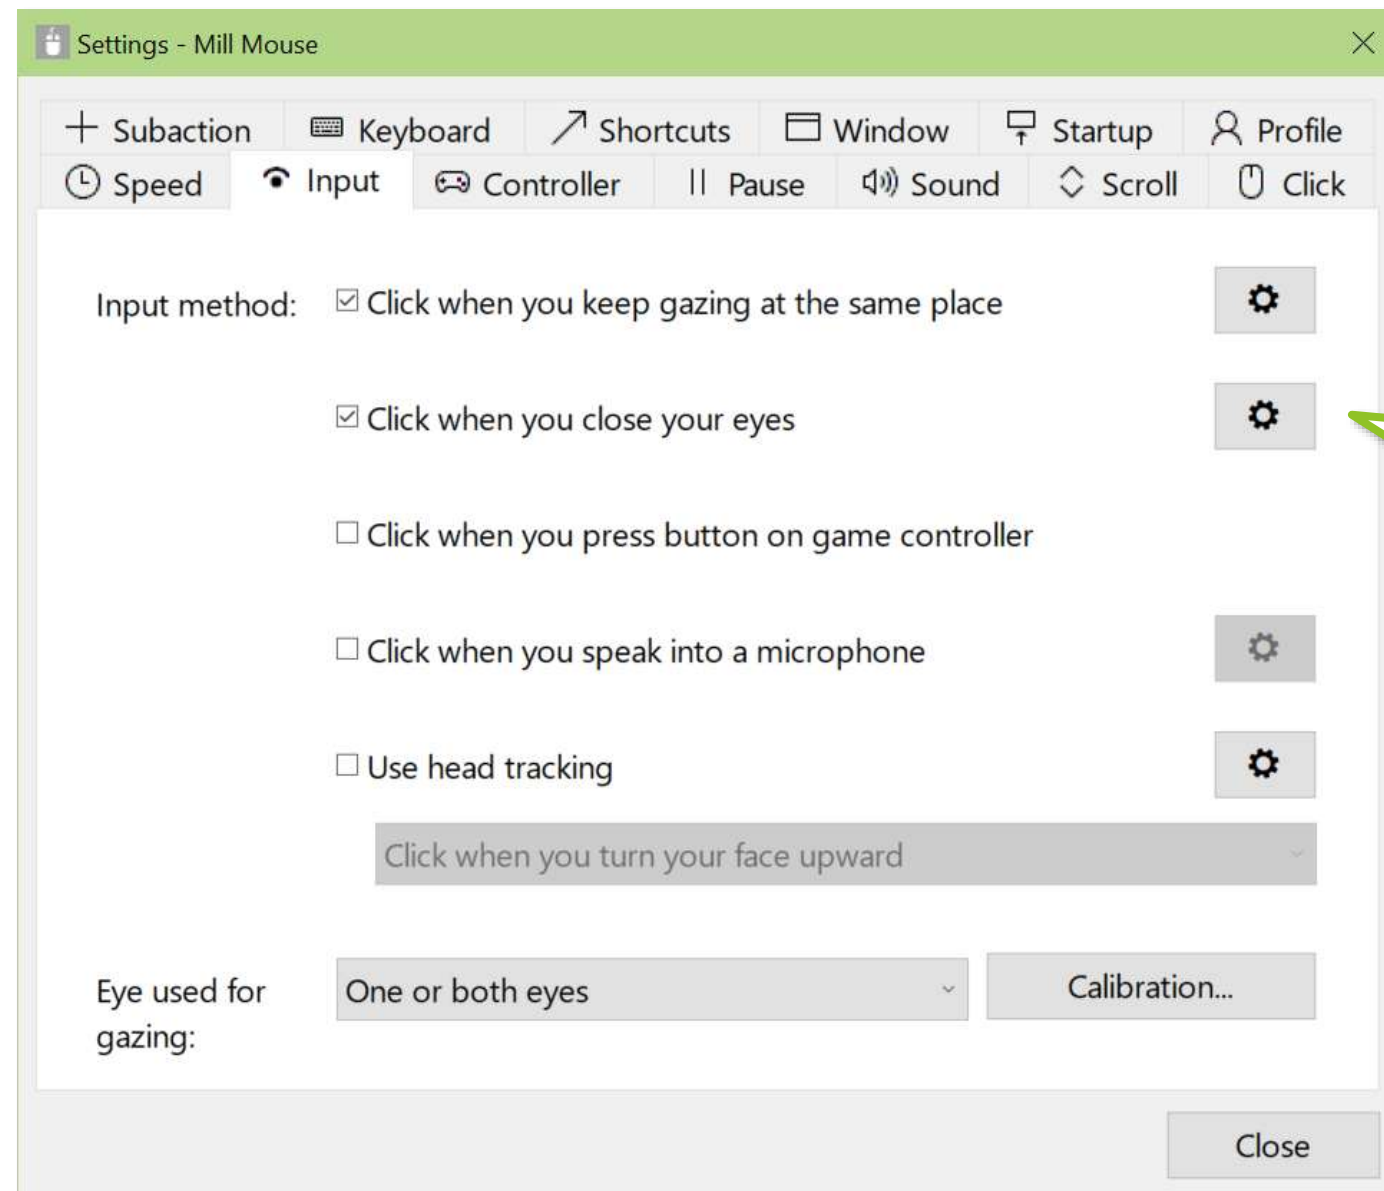 Settings - Mill Mouse
Subaction Keyboard Shortcuts Window Startup Profile
Speed Input Controller Pause Sound Scroll Click
Input method: Click when you keep gazing at the same place
Click when you close your eyes
Click when you press button on game controller
Click when you speak into a microphone
Use head tracking
Click when you turn your face upward
Eye used for One or both eyes Calibration...
gazing:
Close